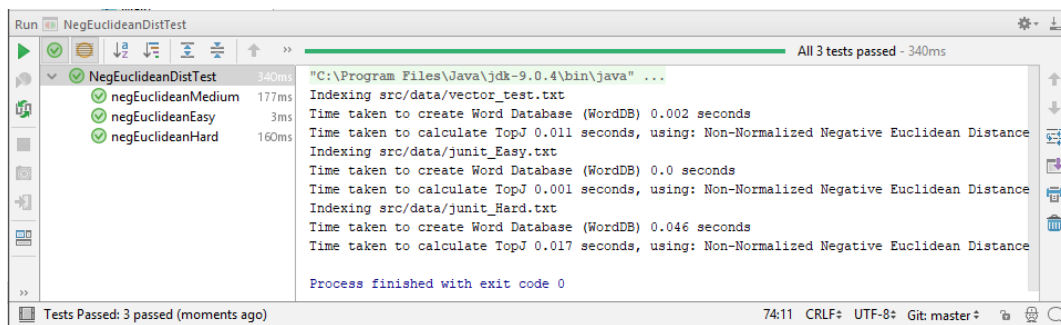 Run NegEuclideanDistTest
» All 3 tests passed - 340ms
NegEuclideanDistTest 340ms
negEuclideanMedium 177ms
negEuclideanEasy 3ms
negEuclideanHard 160ms
"C:\Program Files\Java\jdk-9.0.4\bin\java" ...
Indexing src/data/vector_test.txt
Time taken to create Word Database (WordDB) 0.002 seconds
Time taken to calculate TopJ 0.011 seconds, using: Non-Normalized Negative Euclidean Distance
Indexing src/data/junit_Easy.txt
Time taken to create Word Database (WordDB) 0.0 seconds
Time taken to calculate TopJ 0.001 seconds, using: Non-Normalized Negative Euclidean Distance
Indexing src/data/junit_Hard.txt
Time taken to create Word Database (WordDB) 0.046 seconds
Time taken to calculate TopJ 0.017 seconds, using: Non-Normalized Negative Euclidean Distance
Process finished with exit code 0
»
Tests Passed: 3 passed (moments ago) 74:11 CRLF UTF-8 Git: master